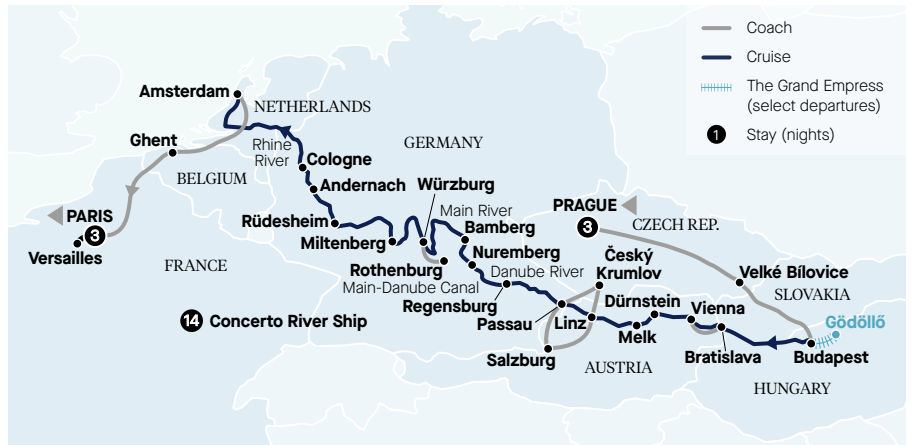 Coach
Cruise
The Grand Empress
(select departures)
1 Stay (nights)
Amsterdam
NETHERLANDS
Ghent
Rhine
River
GERMANY
BELGIUM
Cologne
Andernach
Würzburg
PARIS
3
Versailles
Rüdesheim
Main River
PRAGUE
3
CZECH REP.
Miltenberg
Bamberg
Nuremberg
Český
Krumlov
FRANCE
Rothenburg
Main-Danube Canal
Danube River
Regensburg
Velké Bílovice
SLOVAKIA
14 Concerto River Ship
Passau
Linz
Dürnstein
Vienna
Gödöllő
Salzburg
Melk
Bratislava
Budapest
AUSTRIA
HUNGARY